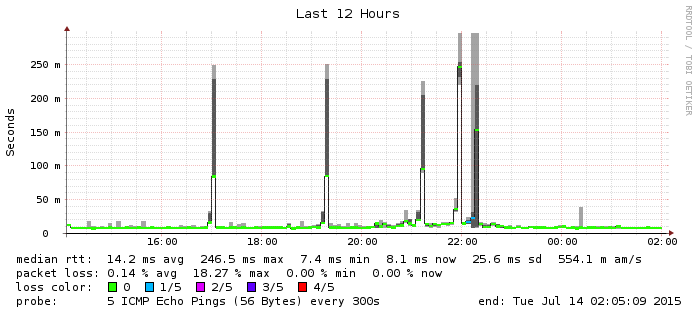 Last 12 Hours
RRDTOOL / TOBI OETIKER
Seconds
250 m
200 m
150 m
100 m
50 m
0
16:00 18:00 20:00 22:00 00:00 02:00
median rtt: 14.2 ms avg 246.5 ms max 7.4 ms min 8.1 ms now 25.6 ms sd 554.1 m am/s
packet loss: 0.14 % avg 18.27 % max 0.00 % min 0.00 % now
loss color: 0 1/5 2/5 3/5 4/5
probe: 5 ICMP Echo Pings (56 Bytes) every 300s end: Tue Jul 14 02:05:09 2015